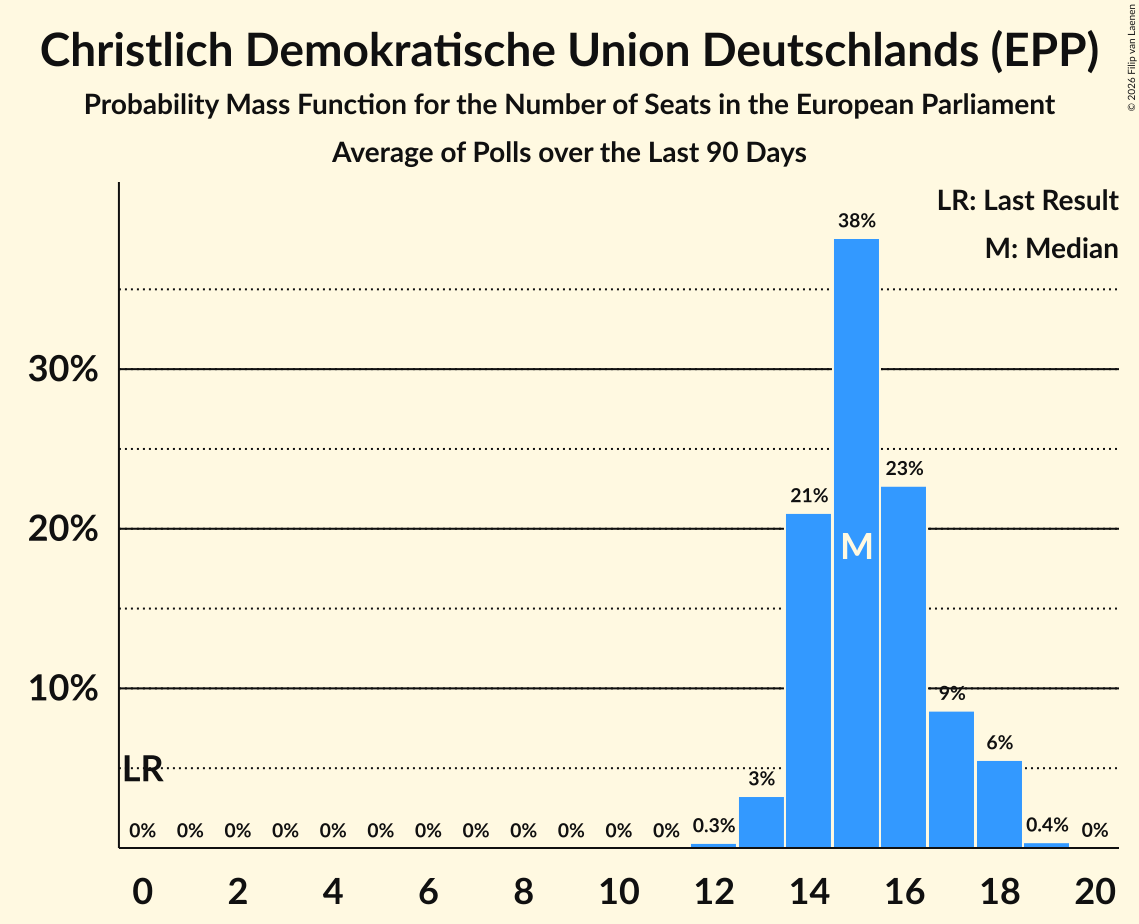 Christlich Demokratische Union Deutschlands (EPP)
Probability Mass Function for the Number of Seats in the European Parliament
Average of Polls over the Last 90 Days
© 2026 Filip van Laenen
LR: Last Result
M: Median
38%
30%
23%
21%
20%
M
10%
9%
6%
LR
3%
0% 0% 0% 0% 0% 0% 0% 0% 0% 0% 0% 0% 0.3% 0.4% 0%
0 2 4 6 8 10 12 14 16 18 20